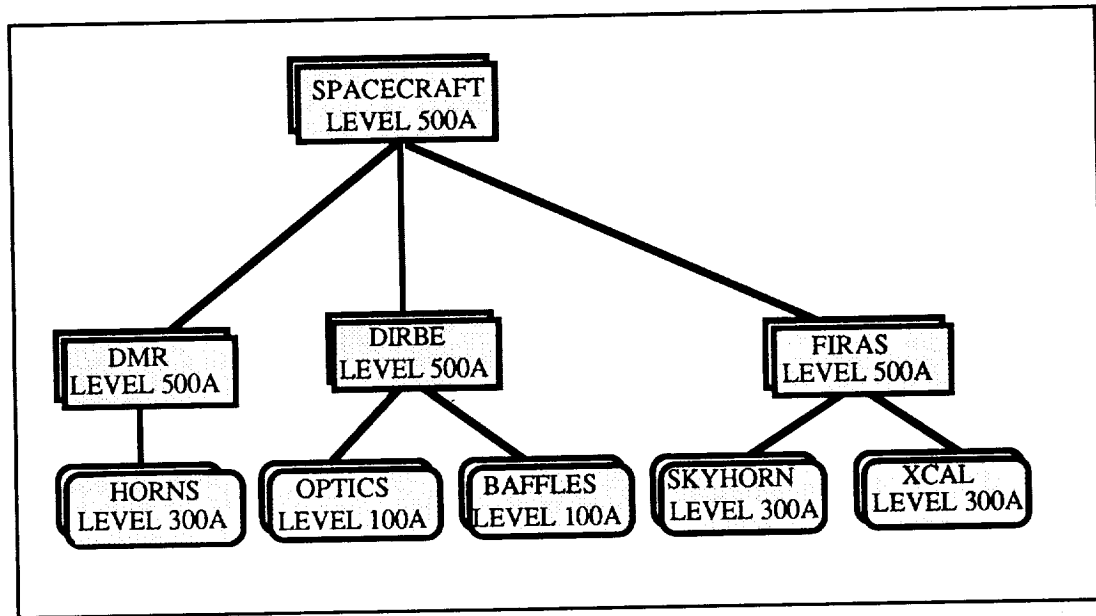 SPACECRAFT
LEVEL 500A
DMR
LEVEL 500A
DIRBE
LEVEL 500A
FIRAS
LEVEL 500A
HORNS
LEVEL 300A
OPTICS
LEVEL 100A
BAFFLES
LEVEL 100A
SKYHORN
LEVEL 300A
XCAL
LEVEL 300A